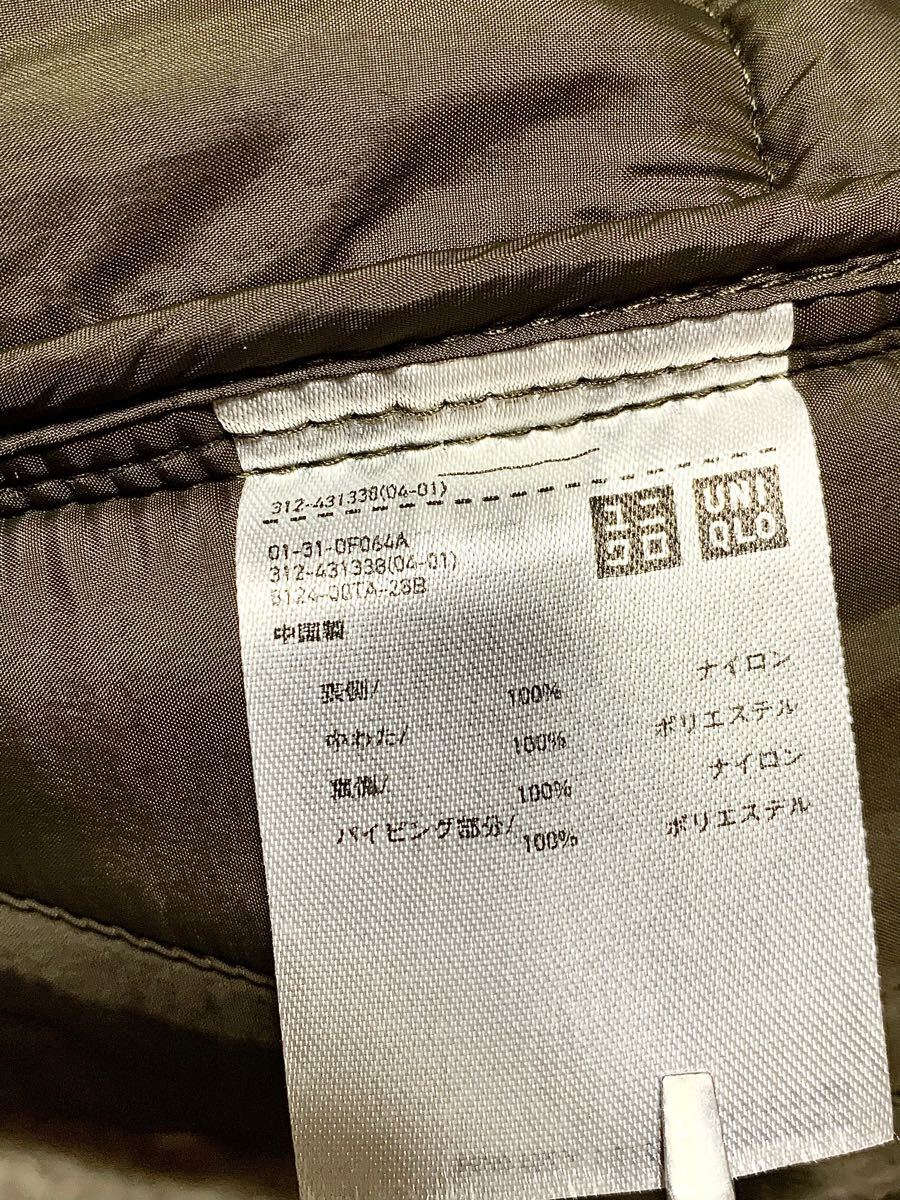 312-431338(04-01)
01-31-0F064A
312-431338(04-01)
3124-00TA-28B
ユニクロ
UNIQLO
中国製
表側/ 100% ナイロン
中わた/ 100% ポリエステル
裏側/ 100% ナイロン
パイピング部分/ 100% ポリエステル